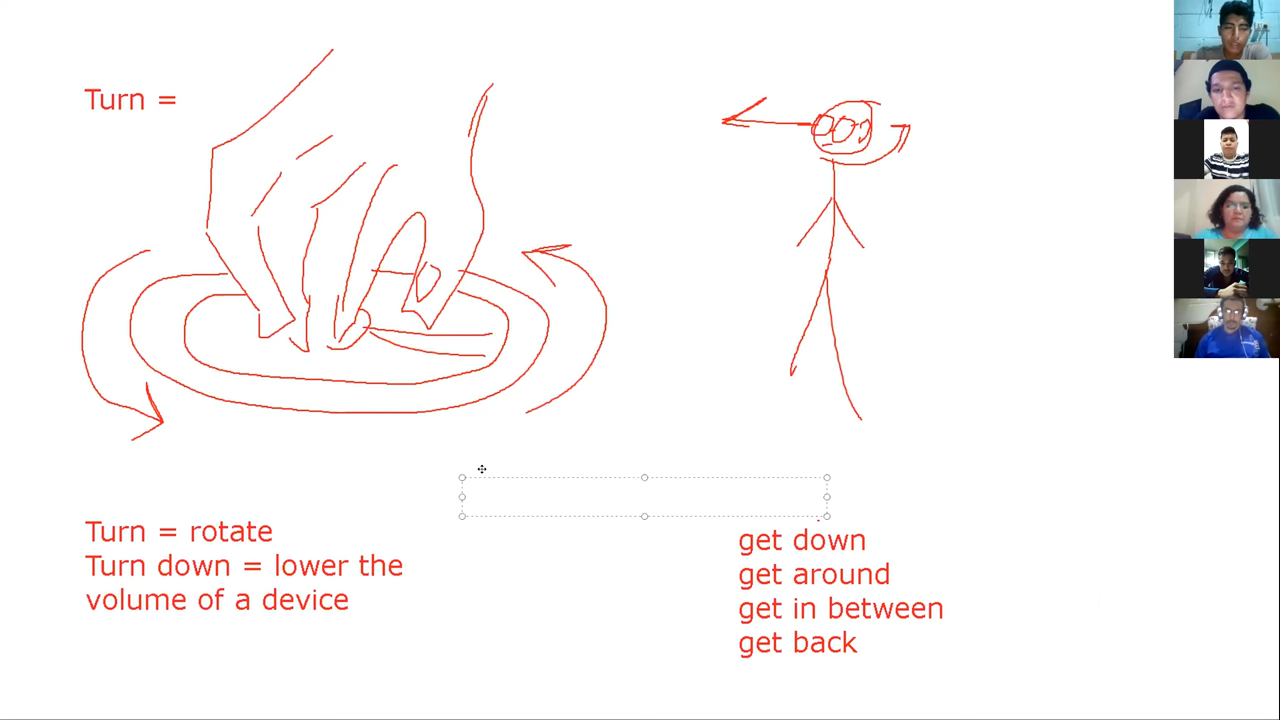 Turn =
Turn = rotate
Turn down = lower the
volume of a device
get down
get around
get in between
get back